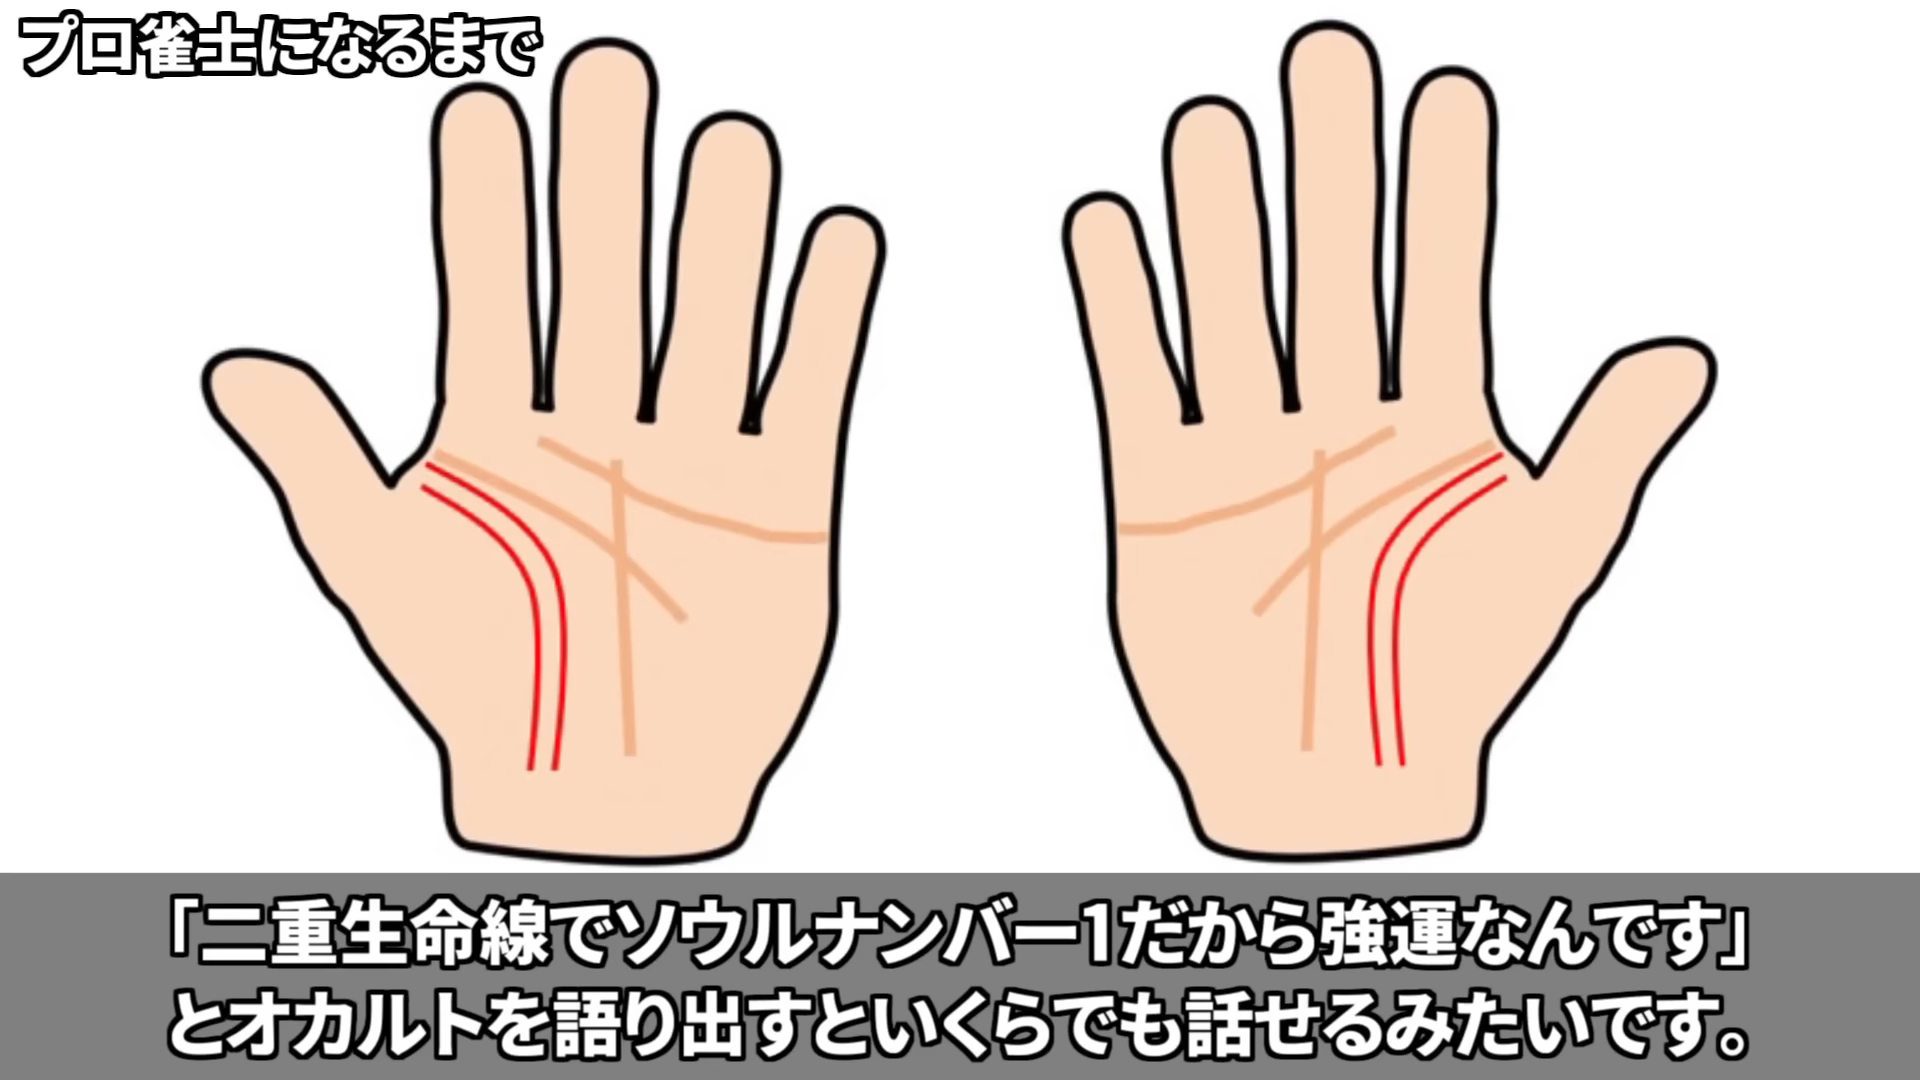 プロ雀士になるまで
「二重生命線でソウルナンバー1だから強運なんです」
とオカルトを語り出すといくらでも話せるみたいです。